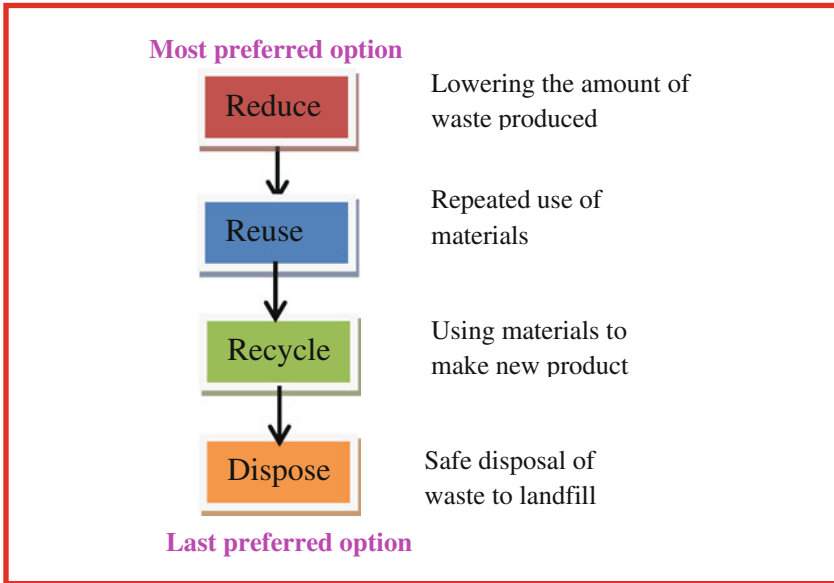 Most preferred option
Reduce
Lowering the amount of
waste produced
Reuse
Repeated use of
materials
Recycle
Using materials to
make new product
Dispose
Safe disposal of
waste to landfill
Last preferred option